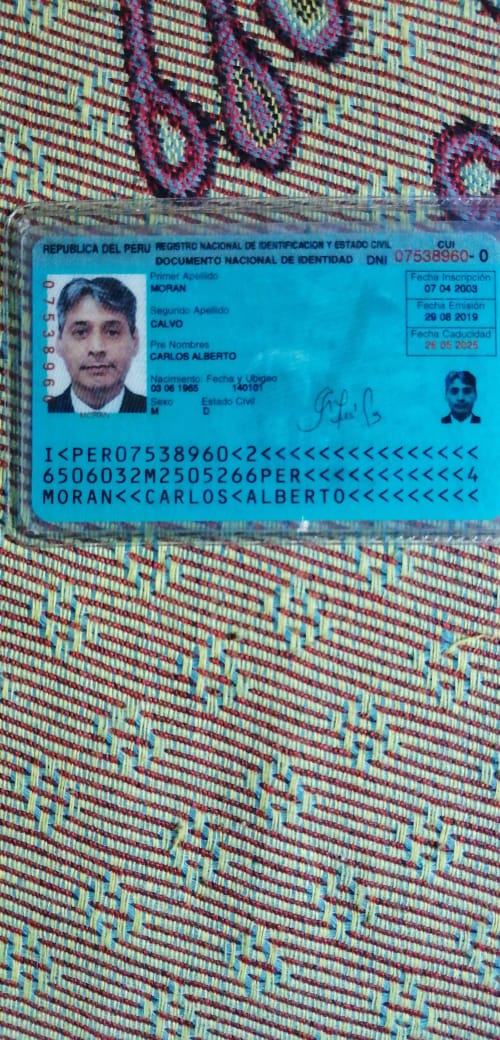 REPUBLICA DEL PERU REGISTRO NACIONAL DE IDENTIFICACION Y ESTADO CIVIL CUI
DOCUMENTO NACIONAL DE IDENTIDAD DNI 07538960-0
Primer Apellido
MORAN
Segundo Apellido
CALVO
Pre Nombres
CARLOS ALBERTO
Nacimiento: Fecha y Ubigeo
03 06 1965 140101
Sexo Estado Civil
M D
Fecha Inscripción
07 04 2003
Fecha Emisión
29 08 2019
Fecha Caducidad
26 05 2025
07538960
MORAN
I<PER07538960<2<<<<<<<<<<<<<<<
6506032M2505266PER<<<<<<<<<<<4
MORAN<<CARLOS<ALBERTO<<<<<<<<<